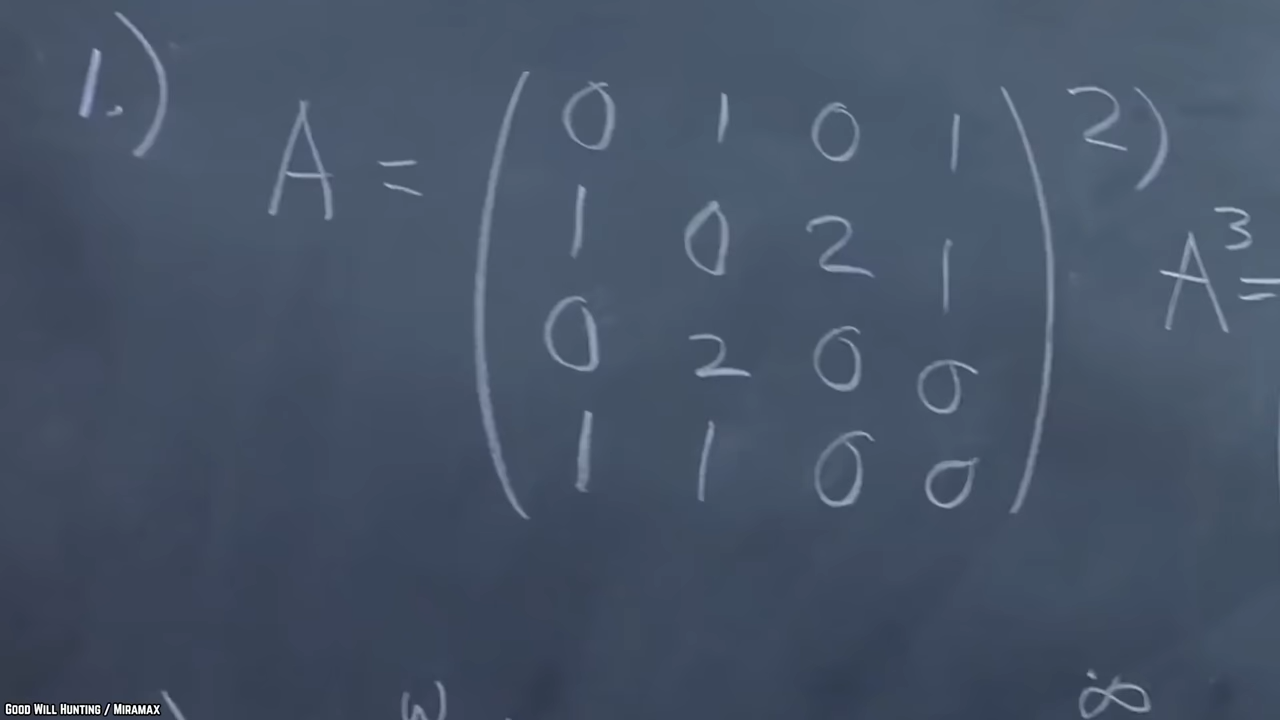 1.) A = ( 0 1 0 1 ) 2)
1 0 2 1 A³=
0 2 0 0
1 1 0 0
∞
GOOD WILL HUNTING / MIRAMAX